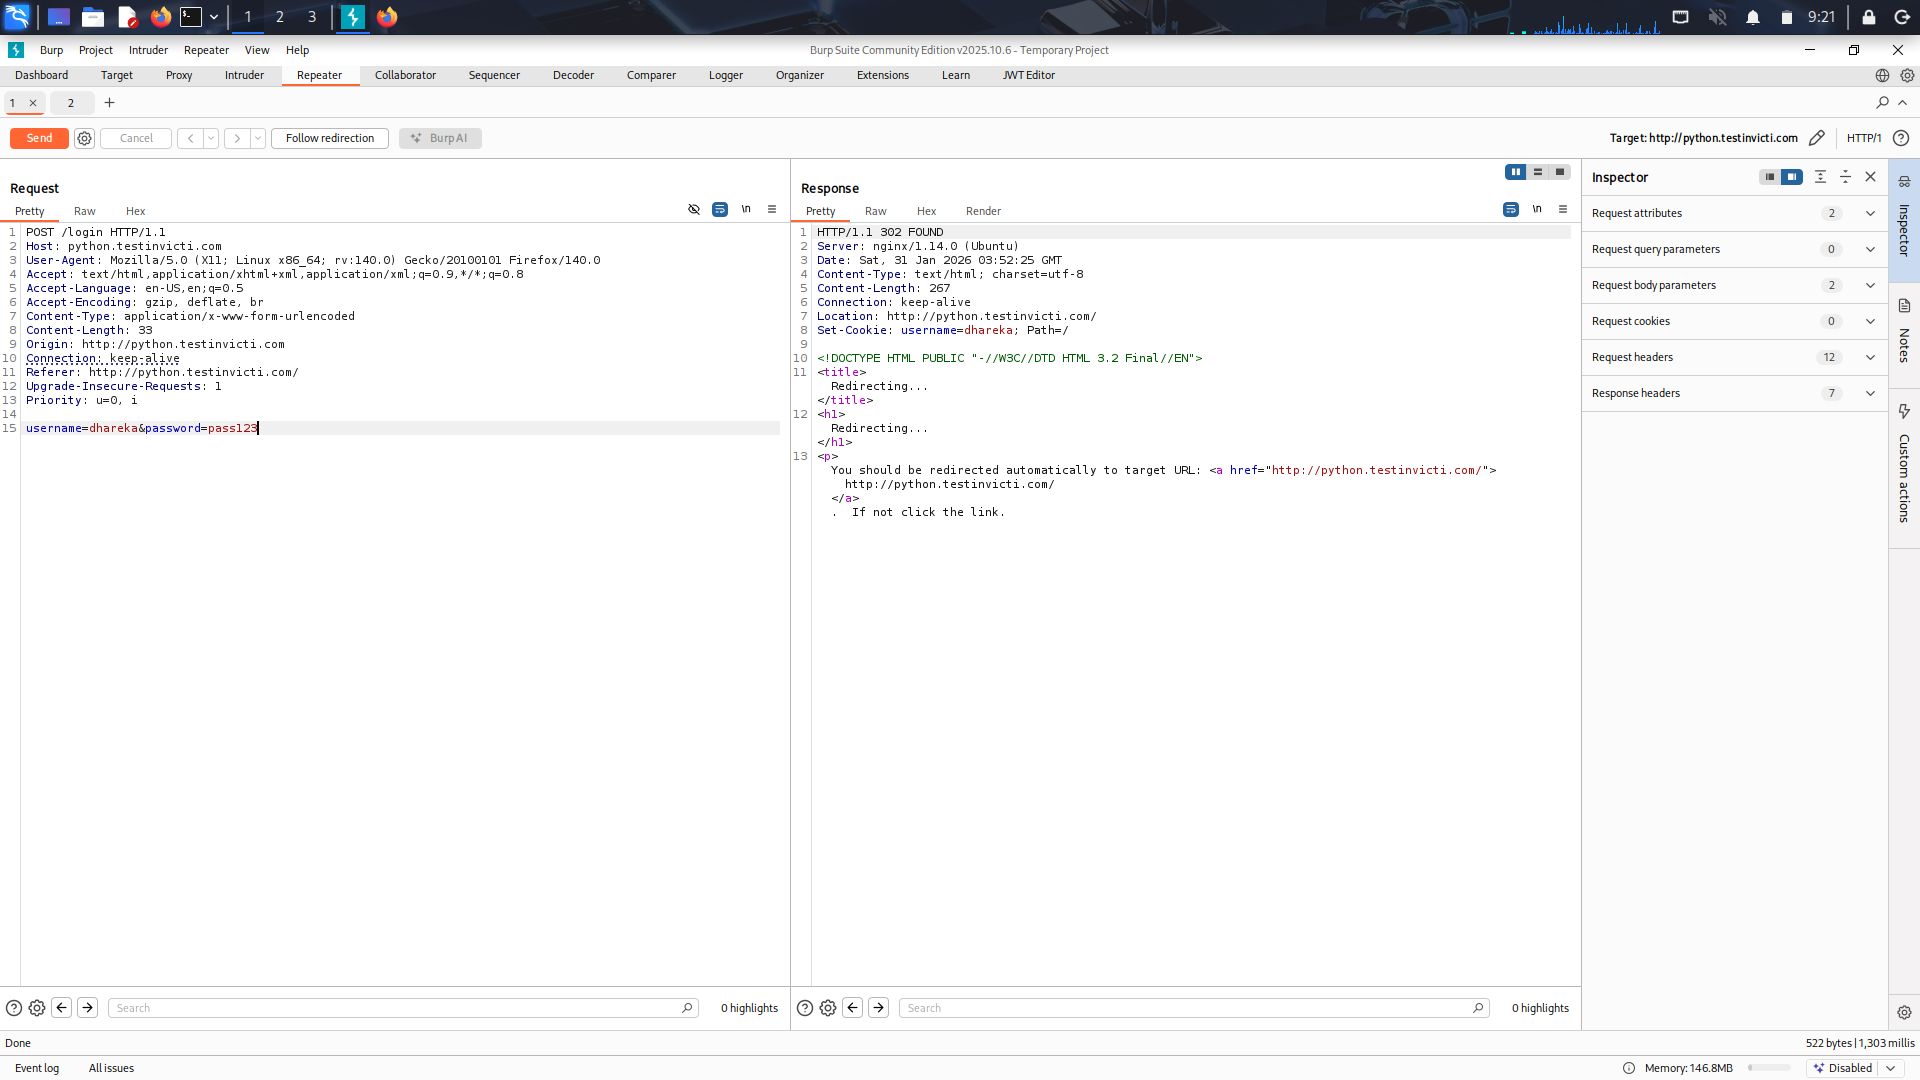 1 2 3 9:21
Burp Project Intruder Repeater View Help Burp Suite Community Edition v2025.10.6 - Temporary Project
Dashboard Target Proxy Intruder Repeater Collaborator Sequencer Decoder Comparer Logger Organizer Extensions Learn JWT Editor
1 × 2 +
Send Cancel < > Follow redirection Burp AI Target: http://python.testinvicti.com HTTP/1 ?
Request
Pretty Raw Hex \n
1 POST /login HTTP/1.1
2 Host: python.testinvicti.com
3 User-Agent: Mozilla/5.0 (X11; Linux x86_64; rv:140.0) Gecko/20100101 Firefox/140.0
4 Accept: text/html,application/xhtml+xml,application/xml;q=0.9,*/*;q=0.8
5 Accept-Language: en-US,en;q=0.5
6 Accept-Encoding: gzip, deflate, br
7 Content-Type: application/x-www-form-urlencoded
8 Content-Length: 33
9 Origin: http://python.testinvicti.com
10 Connection: keep-alive
11 Referer: http://python.testinvicti.com/
12 Upgrade-Insecure-Requests: 1
13 Priority: u=0, i
14
15 username=dhareka&password=pass123
Response
Pretty Raw Hex Render \n
1 HTTP/1.1 302 FOUND
2 Server: nginx/1.14.0 (Ubuntu)
3 Date: Sat, 31 Jan 2026 03:52:25 GMT
4 Content-Type: text/html; charset=utf-8
5 Content-Length: 267
6 Connection: keep-alive
7 Location: http://python.testinvicti.com/
8 Set-Cookie: username=dhareka; Path=/
9
10 <!DOCTYPE HTML PUBLIC "-//W3C//DTD HTML 3.2 Final//EN">
11 <title>
Redirecting...
</title>
12 <h1>
Redirecting...
</h1>
13 <p>
You should be redirected automatically to target URL: <a href="http://python.testinvicti.com/">
http://python.testinvicti.com/
</a>
. If not click the link.
Inspector
Request attributes 2
Request query parameters 0
Request body parameters 2
Request cookies 0
Request headers 12
Response headers 7
Inspector
Notes
Custom actions
? Search 0 highlights
? Search 0 highlights
Done 522 bytes | 1,303 millis
Event log All issues Memory: 146.8MB Disabled